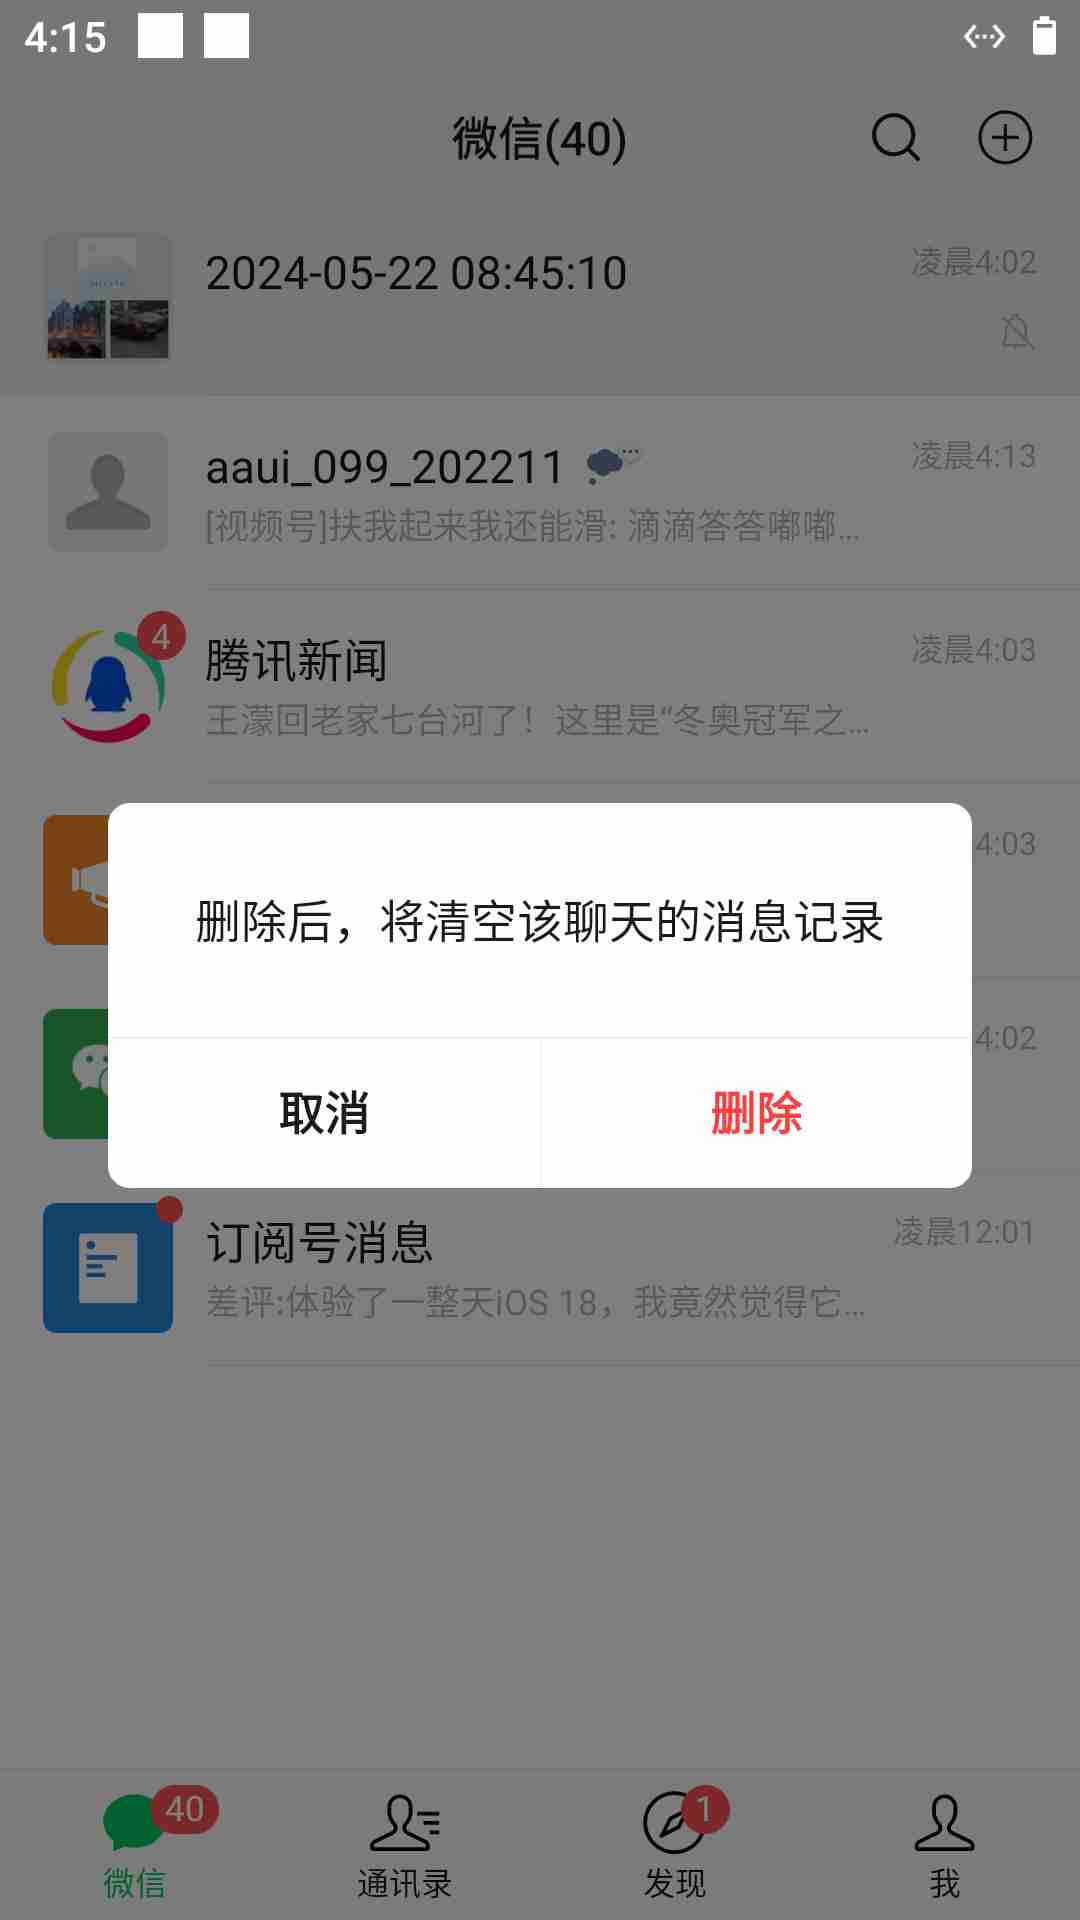 4:15
微信(40)
2024-05-22 08:45:10
凌晨4:02
aaui_099_202211
凌晨4:13
[视频号]扶我起来我还能滑: 滴滴答答嘟嘟...
4
腾讯新闻
凌晨4:03
王濛回老家七台河了！这里是“冬奥冠军之...
4:03
删除后，将清空该聊天的消息记录
4:02
取消
删除
订阅号消息
凌晨12:01
差评:体验了一整天iOS 18，我竟然觉得它...
40
1
微信
通讯录
发现
我